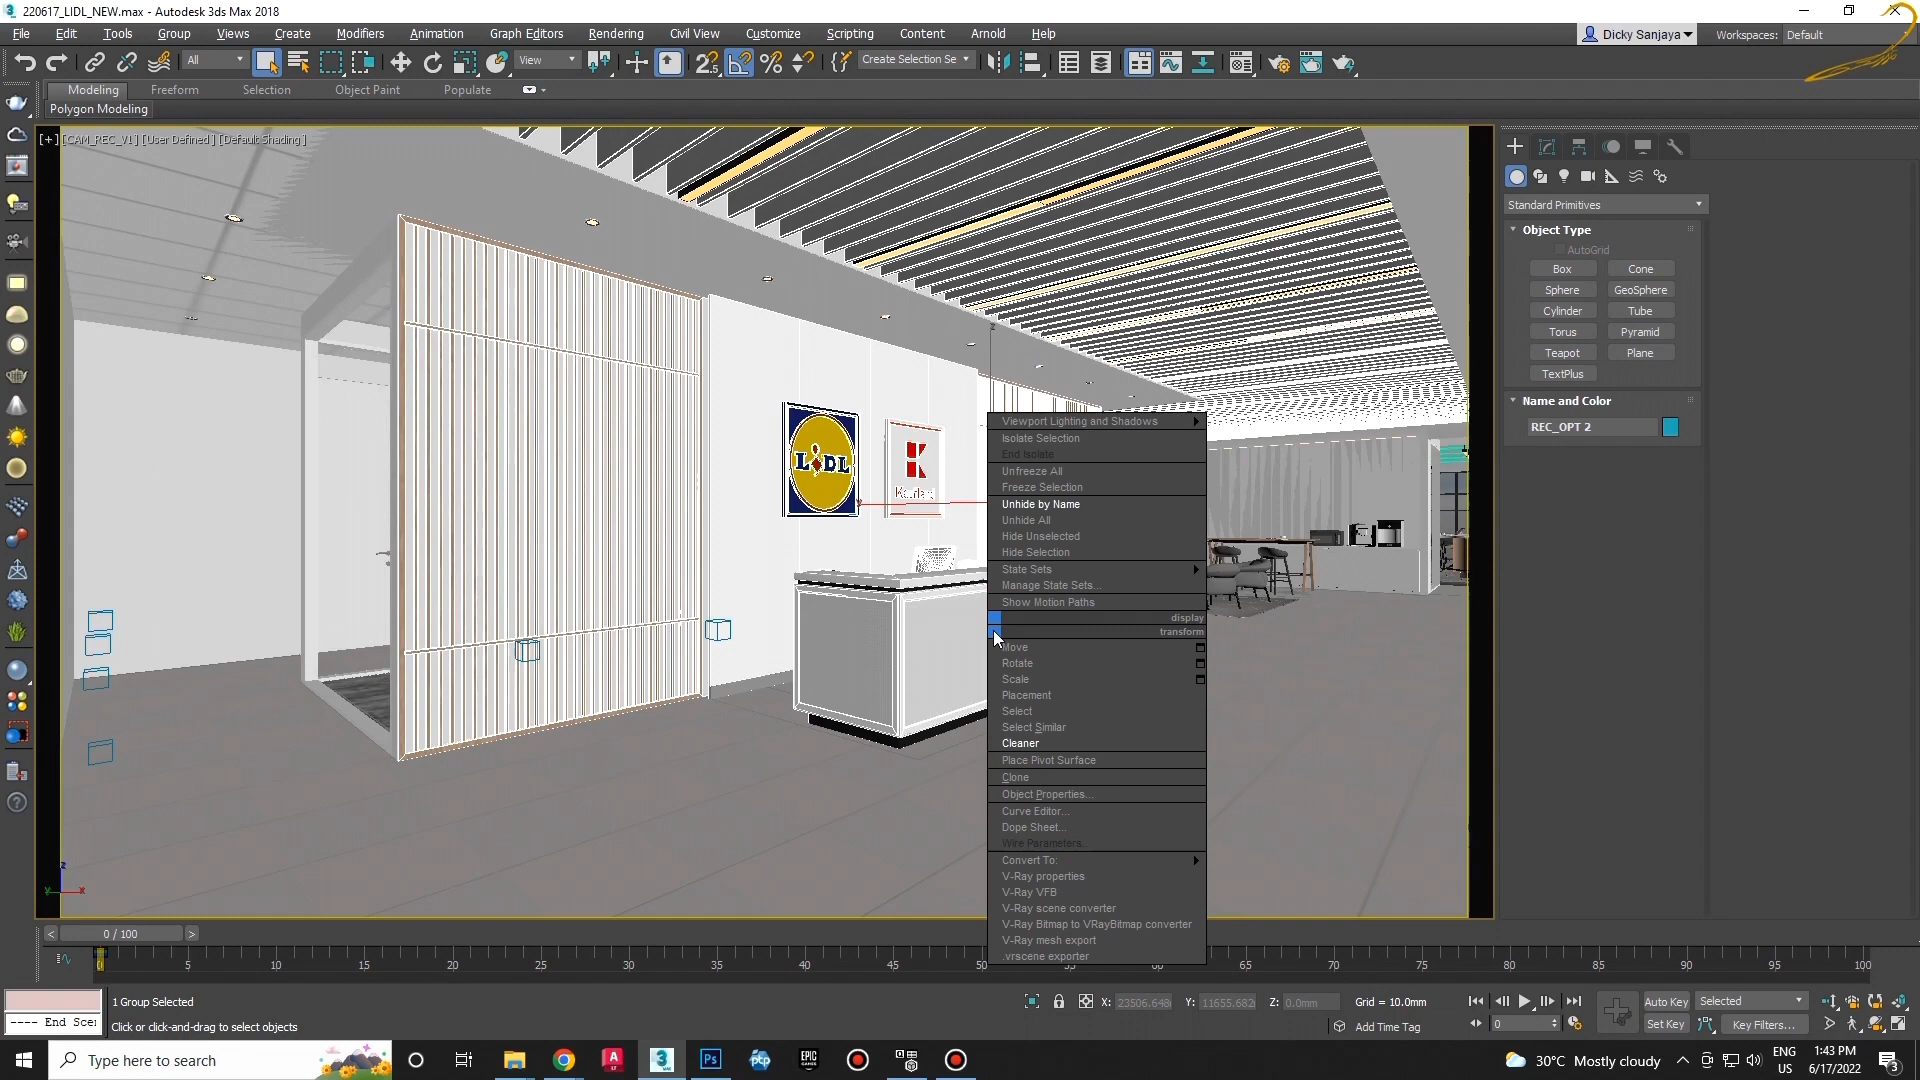 220617_LIDL_NEW.max - Autodesk 3ds Max 2018
File Edit Tools Group Views Create Modifiers Animation Graph Editors Rendering Civil View Customize Scripting Content Arnold Help
Dicky Sanjaya
Workspaces: Default
All
View
Create Selection Se
Modeling Freeform Selection Object Paint Populate
Polygon Modeling
[+] [CAM_REC_V1] [User Defined] [Default Shading]
Standard Primitives
Object Type
AutoGrid
Box Cone
Sphere GeoSphere
Cylinder Tube
Torus Pyramid
Teapot Plane
TextPlus
Name and Color
REC_OPT 2
LIDL
K
Viewport Lighting and Shadows
Isolate Selection
End Isolate
Unfreeze All
Freeze Selection
Unhide by Name
Unhide All
Hide Unselected
Hide Selection
State Sets
Manage State Sets...
Show Motion Paths
display
transform
Move
Rotate
Scale
Placement
Select
Select Similar
Cleaner
Place Pivot Surface
Clone
Object Properties...
Curve Editor...
Dope Sheet...
Wire Parameters...
Convert To:
V-Ray properties
V-Ray VFB
V-Ray scene converter
V-Ray Bitmap to VRayBitmap converter
V-Ray mesh export
.vrscene exporter
z
x
y
0 / 100
5 10 15 20 25 30 35 40 45 50 65 70 75 80 85 90 95 100
1 Group Selected
X: 23506.648 Y: 11655.682 Z: 0.0mm Grid = 10.0mm
Auto Key Selected
---- End Scer
Click or click-and-drag to select objects
Add Time Tag
0
Set Key Key Filters...
Type here to search
30°C Mostly cloudy
ENG
US
1:43 PM
6/17/2022
3